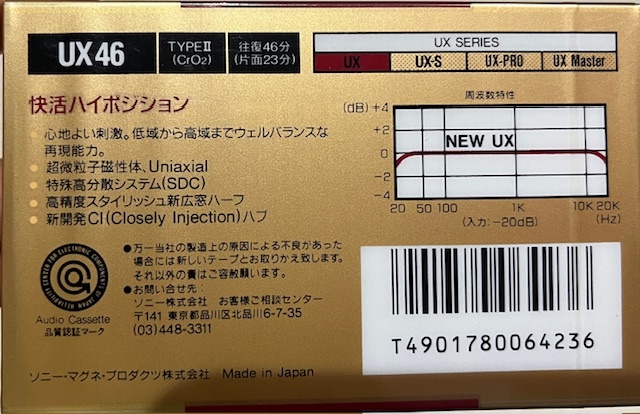 UX46
TYPEⅡ
(CrO2)
往復46分
(片面23分)
UX SERIES
UX
UX-S
UX-PRO
UX Master
快活ハイポジション
心地よい刺激。低域から高域までウェルバランスな
再現能力。
超微粒子磁性体、Uniaxial
特殊高分散システム(SDC)
高精度スタイリッシュ新広窓ハーフ
新開発CI(Closely Injection)ハブ
周波数特性
(dB)+4
+2
0
−2
−4
NEW UX
20 50 100 1K 10K 20K
(入力:−20dB) (Hz)
●万一当社の製造上の原因による不良があった
場合には新しいテープとお取りかえ致します。
それ以外の責はご容赦願います。
●お問い合せ先:
ソニー株式会社 お客様ご相談センター
〒141 東京都品川区北品川6-7-35
(03)448-3311
Audio Cassette
品質認証マーク
T4901780064236
ソニー・マグネ・プロダクツ株式会社 Made in Japan